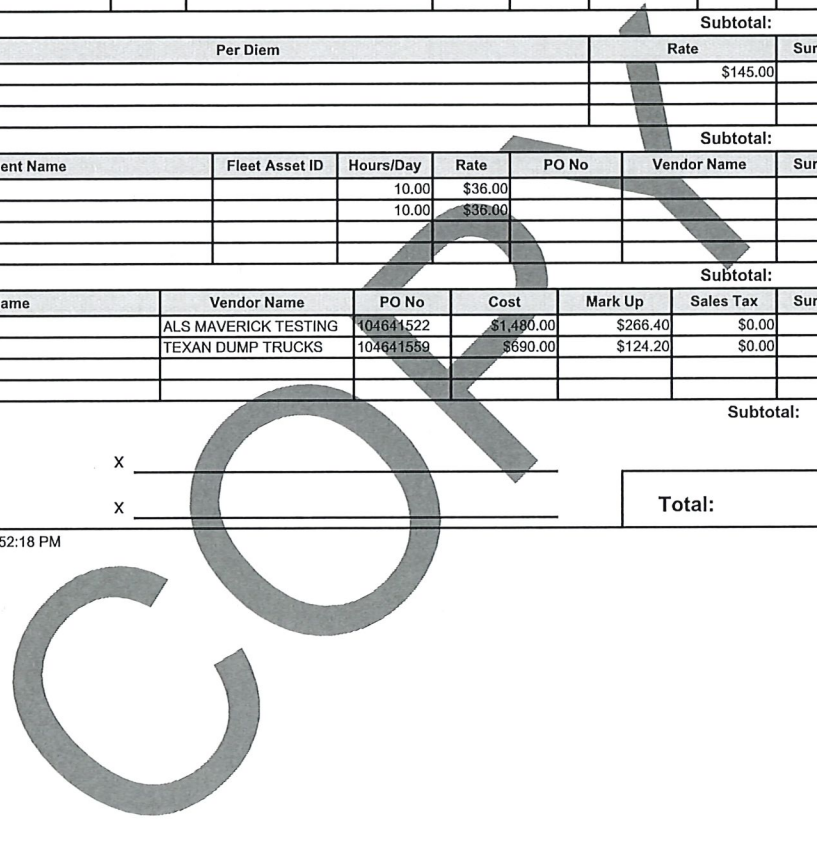 Subtotal:
Per Diem Rate Sur
$145.00
Subtotal:
ent Name Fleet Asset ID Hours/Day Rate PO No Vendor Name Sur
10.00 $36.00
10.00 $36.00
Subtotal:
ame Vendor Name PO No Cost Mark Up Sales Tax Sur
ALS MAVERICK TESTING 104641522 $1,480.00 $266.40 $0.00
TEXAN DUMP TRUCKS 104641559 $690.00 $124.20 $0.00
Subtotal:
X
X
Total:
52:18 PM
COPY